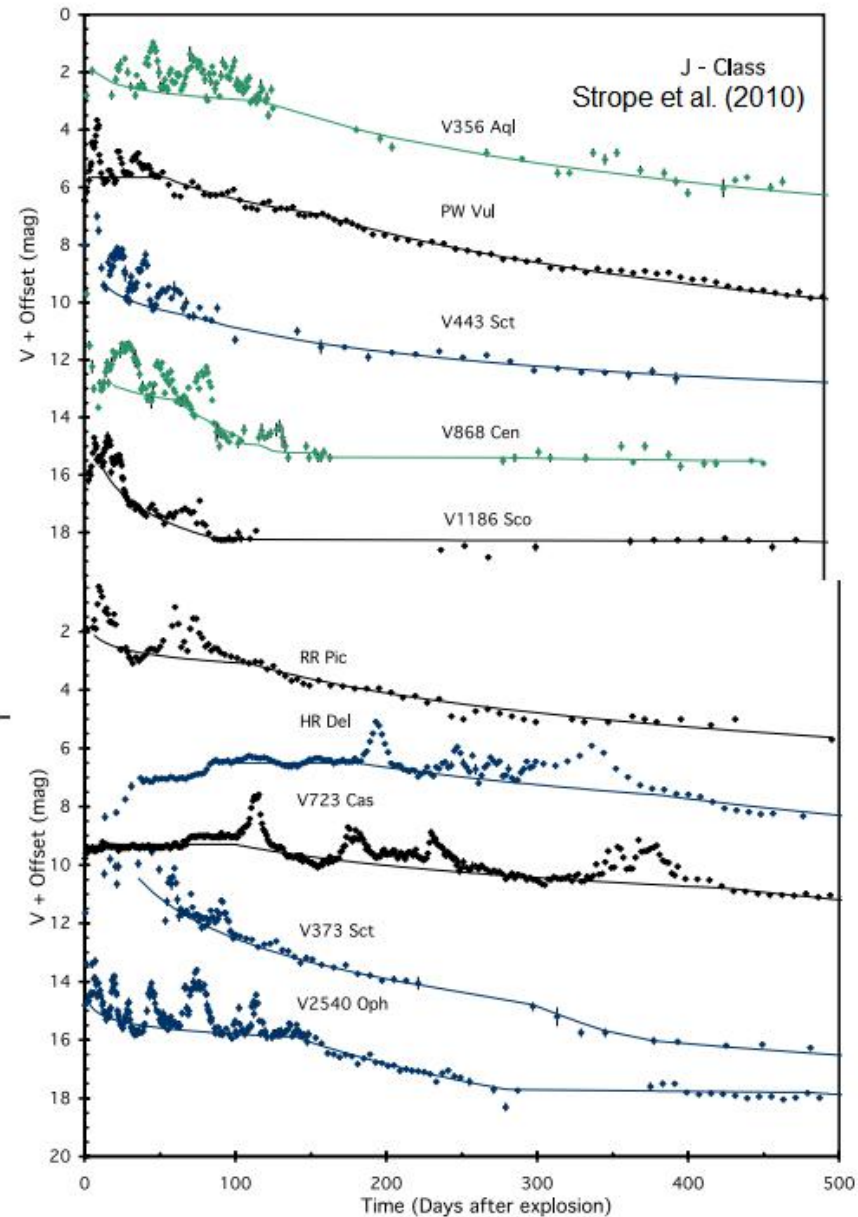 0
2
4
6
8
10
12
14
16
18
V + Offset (mag)
J - Class
Strope et al. (2010)
V356 Aql
PW Vul
V443 Sct
V868 Cen
V1186 Sco
2
4
6
8
10
12
14
16
18
20
V + Offset (mag)
RR Pic
HR Del
V723 Cas
V373 Sct
V2540 Oph
0 100 200 300 400 500
Time (Days after explosion)